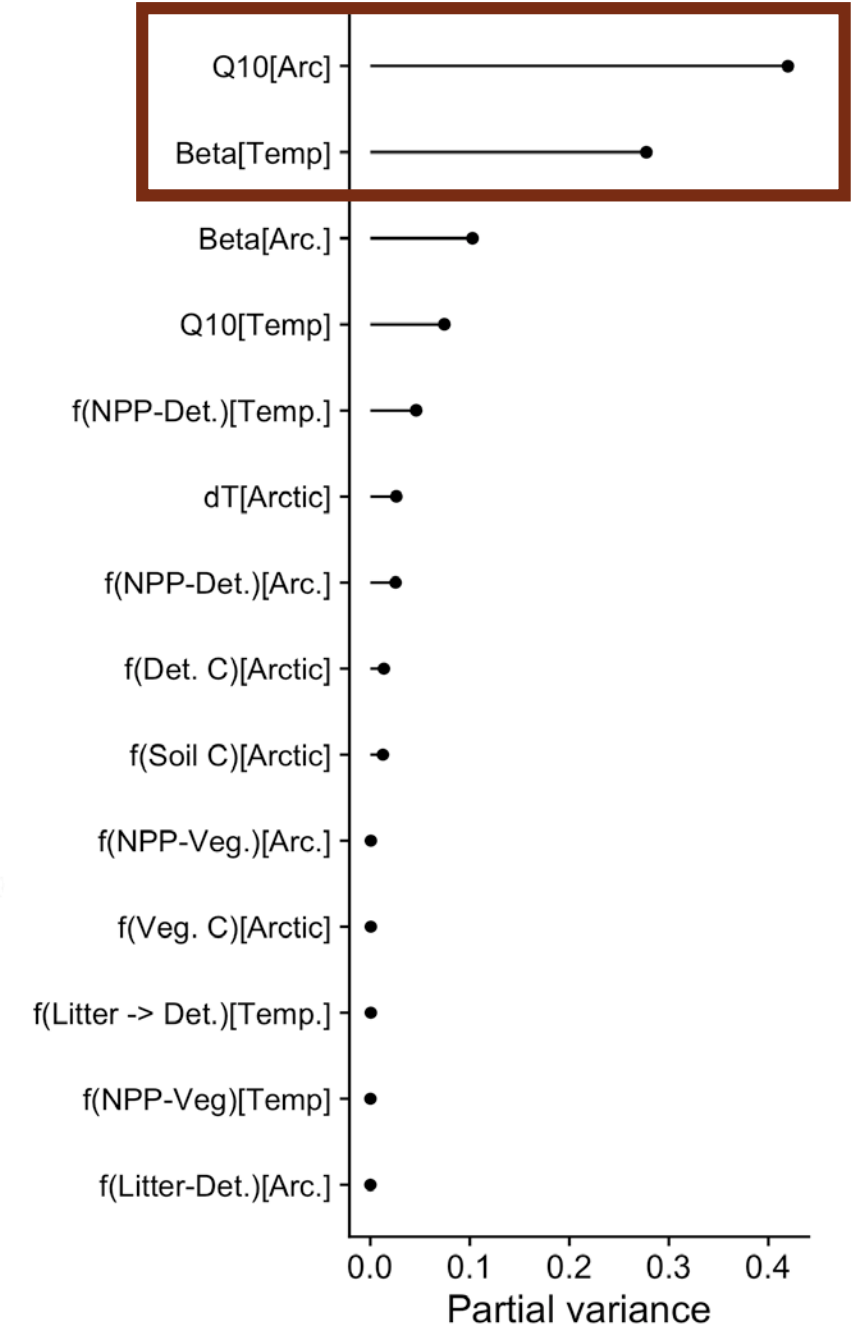 Q10[Arc]
Beta[Temp]
Beta[Arc.]
Q10[Temp]
f(NPP-Det.)[Temp.]
dT[Arctic]
f(NPP-Det.)[Arc.]
f(Det. C)[Arctic]
f(Soil C)[Arctic]
f(NPP-Veg.)[Arc.]
f(Veg. C)[Arctic]
f(Litter -> Det.)[Temp.]
f(NPP-Veg)[Temp]
f(Litter-Det.)[Arc.]
0.0 0.1 0.2 0.3 0.4
Partial variance